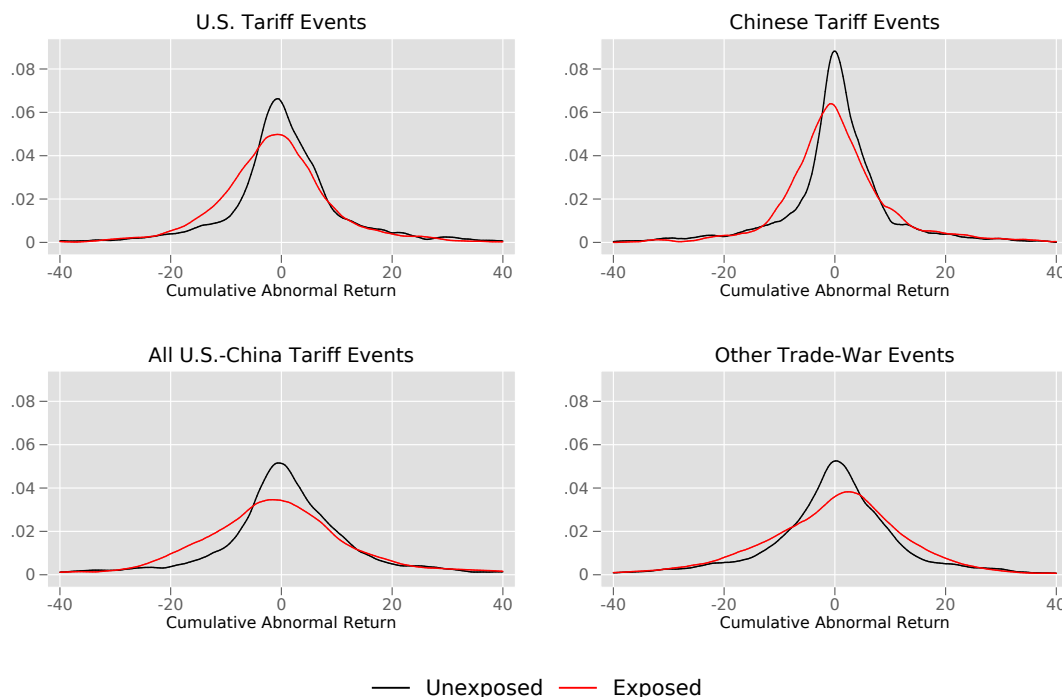 U.S. Tariff Events
.08
.06
.04
.02
0
-40 -20 0 20 40
Cumulative Abnormal Return
Chinese Tariff Events
.08
.06
.04
.02
0
-40 -20 0 20 40
Cumulative Abnormal Return
All U.S.-China Tariff Events
.08
.06
.04
.02
0
-40 -20 0 20 40
Cumulative Abnormal Return
Other Trade-War Events
.08
.06
.04
.02
0
-40 -20 0 20 40
Cumulative Abnormal Return
Unexposed Exposed